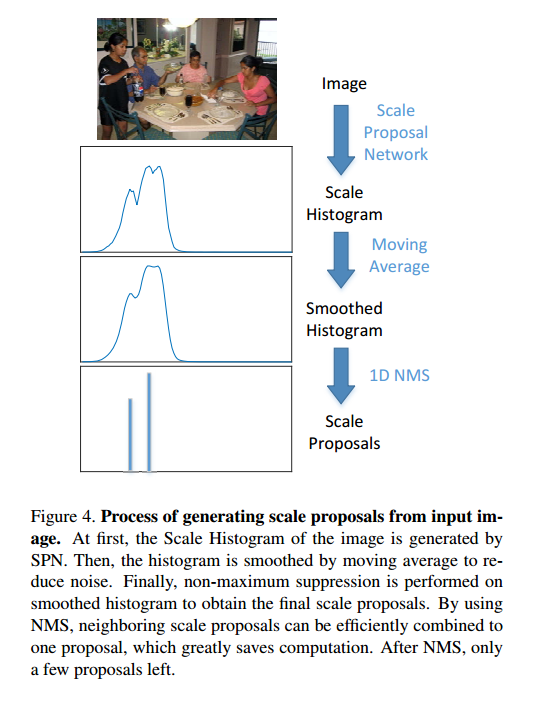 Image
Scale
Proposal
Network
Scale
Histogram
Moving
Average
Smoothed
Histogram
1D NMS
Scale
Proposals
Figure 4. Process of generating scale proposals from input im-
age. At first, the Scale Histogram of the image is generated by
SPN. Then, the histogram is smoothed by moving average to re-
duce noise. Finally, non-maximum suppression is performed on
smoothed histogram to obtain the final scale proposals. By using
NMS, neighboring scale proposals can be efficiently combined to
one proposal, which greatly saves computation. After NMS, only
a few proposals left.